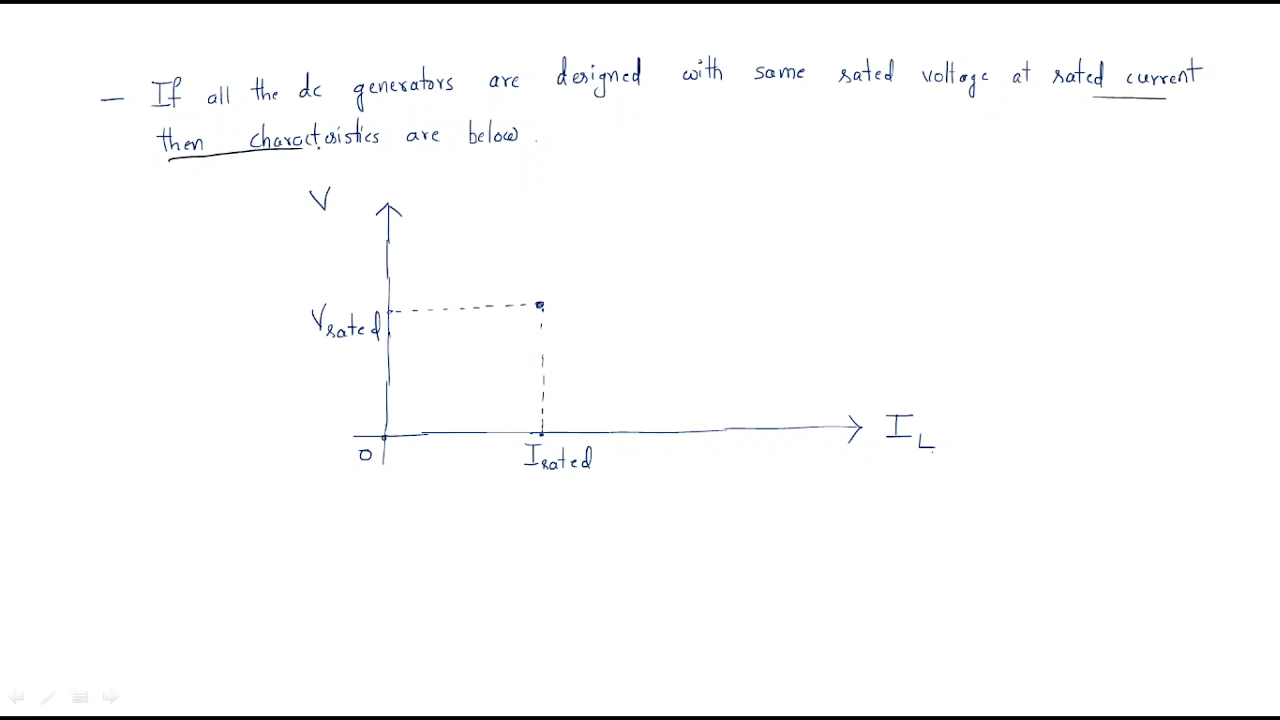 — If all the dc generators are designed with same rated voltage at rated current
then characteristics are below.
V
Vrated
0
Irated
IL